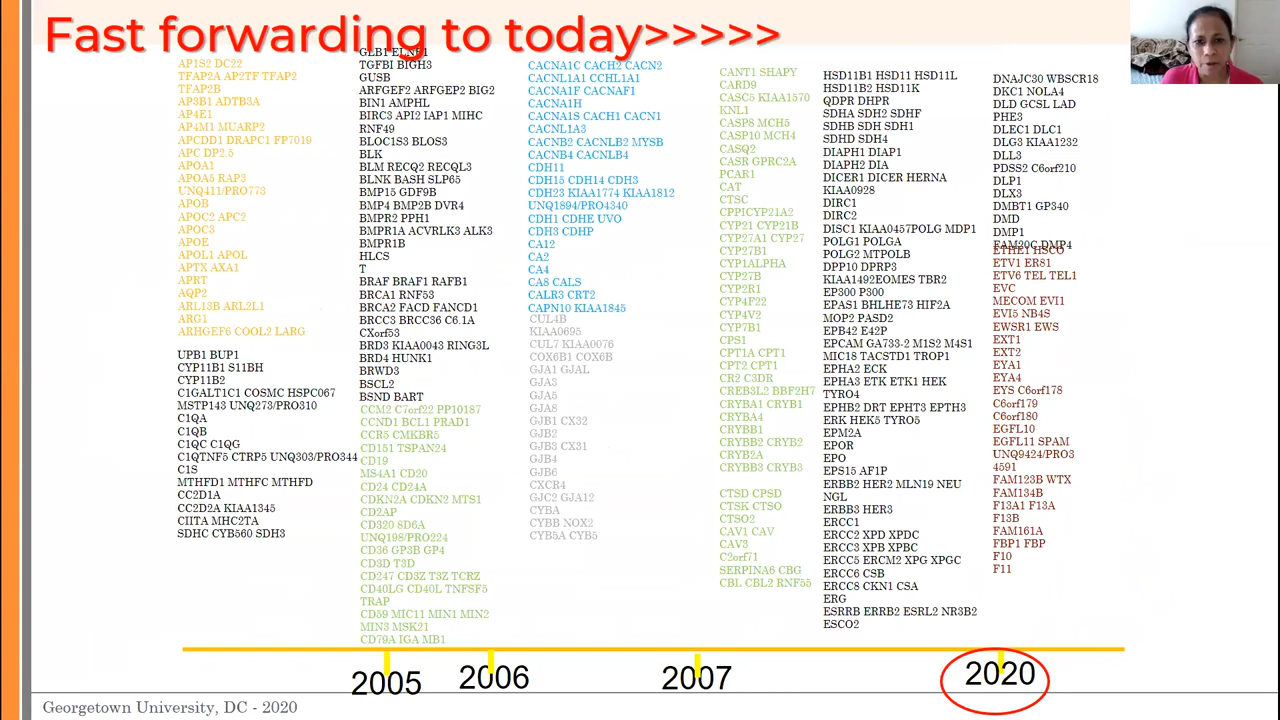 Fast forwarding to today>>>>>
AP1S2 DC22
TFAP2A AP2TF TFAP2
TFAP2B
AP3B1 ADTB3A
AP4E1
AP4M1 MUARP2
APCDD1 DRAPC1 FP7019
APC DP2.5
APOA1
APOA5 RAP3
UNQ411/PRO773
APOB
APOC2 APC2
APOC3
APOE
APOL1 APOL
APTX AXA1
APRT
AQP2
ARL13B ARL2L1
ARG1
ARHGEF6 COOL2 LARG
UPB1 BUP1
CYP11B1 S11BH
CYP11B2
C1GALT1C1 COSMC HSPC067
MSTP143 UNQ273/PRO310
C1QA
C1QB
C1QC C1QG
C1QTNF5 CTRP5 UNQ303/PRO344
C1S
MTHFD1 MTHFC MTHFD
CC2D1A
CC2D2A KIAA1345
CIITA MHC2TA
SDHC CYB560 SDH3
GLB1 ELNR1
TGFBI BIGH3
GUSB
ARFGEF2 ARFGEP2 BIG2
BIN1 AMPHL
BIRC3 API2 IAP1 MIHC
RNF49
BLOC1S3 BLOS3
BLK
BLM RECQ2 RECQL3
BLNK BASH SLP65
BMP15 GDF9B
BMP4 BMP2B DVR4
BMPR2 PPH1
BMPR1A ACVRLK3 ALK3
BMPR1B
HLCS
T
BRAF BRAF1 RAFB1
BRCA1 RNF53
BRCA2 FACD FANCD1
BRCC3 BRCC36 C6.1A
CXorf53
BRD3 KIAA0043 RING3L
BRD4 HUNK1
BRWD3
BSCL2
BSND BART
CCM2 C7orf22 PP10187
CCND1 BCL1 PRAD1
CCR5 CMKBR5
CD151 TSPAN24
CD19
MS4A1 CD20
CD24 CD24A
CDKN2A CDKN2 MTS1
CD2AP
CD320 8D6A
UNQ198/PRO224
CD36 GP3B GP4
CD3D T3D
CD247 CD3Z T3Z TCRZ
CD40LG CD40L TNFSF5
TRAP
CD59 MIC11 MIN1 MIN2
MIN3 MSK21
CD79A IGA MB1
CACNA1C CACH2 CACN2
CACNL1A1 CCHL1A1
CACNA1F CACNAF1
CACNA1H
CACNA1S CACH1 CACN1
CACNL1A3
CACNB2 CACNLB2 MYSB
CACNB4 CACNLB4
CDH11
CDH15 CDH14 CDH3
CDH23 KIAA1774 KIAA1812
UNQ1894/PRO4340
CDH1 CDHE UVO
CDH3 CDHP
CA12
CA2
CA4
CA8 CALS
CALR3 CRT2
CAPN10 KIAA1845
CUL4B
KIAA0695
CUL7 KIAA0076
COX6B1 COX6B
GJA1 GJAL
GJA3
GJA5
GJA8
GJB1 CX32
GJB2
GJB3 CX31
GJB4
GJB6
CXCR4
GJC2 GJA12
CYBA
CYBB NOX2
CYB5A CYB5
CANT1 SHAPY
CARD9
CASC5 KIAA1570
KNL1
CASP8 MCH5
CASP10 MCH4
CASQ2
CASR GPRC2A
PCAR1
CAT
CTSC
CPPICYP21A2
CYP21 CYP21B
CYP27A1 CYP27
CYP27B1
CYP1ALPHA
CYP27B
CYP2R1
CYP4F22
CYP4V2
CYP7B1
CPS1
CPT1A CPT1
CPT2 CPT1
CR2 C3DR
CREB3L2 BBF2H7
CRYBA1 CRYB1
CRYBA4
CRYBB1
CRYBB2 CRYB2
CRYB2A
CRYBB3 CRYB3
CTSD CPSD
CTSK CTSO
CTSO2
CAV1 CAV
CAV3
C2orf71
SERPINA6 CBG
CBL CBL2 RNF55
HSD11B1 HSD11 HSD11L
HSD11B2 HSD11K
QDPR DHPR
SDHA SDH2 SDHF
SDHB SDH SDH1
SDHD SDH4
DIAPH1 DIAP1
DIAPH2 DIA
DICER1 DICER HERNA
KIAA0928
DIRC1
DIRC2
DISC1 KIAA0457POLG MDP1
POLG1 POLGA
POLG2 MTPOLB
DPP10 DPRP3
KIAA1492EOMES TBR2
EP300 P300
EPAS1 BHLHE73 HIF2A
MOP2 PASD2
EPB42 E42P
EPCAM GA733-2 M1S2 M4S1
MIC18 TACSTD1 TROP1
EPHA2 ECK
EPHA3 ETK ETK1 HEK
TYRO4
EPHB2 DRT EPHT3 EPTH3
ERK HEK5 TYRO5
EPM2A
EPOR
EPO
EPS15 AF1P
ERBB2 HER2 MLN19 NEU
NGL
ERBB3 HER3
ERCC1
ERCC2 XPD XPDC
ERCC3 XPB XPBC
ERCC5 ERCM2 XPG XPGC
ERCC6 CSB
ERCC8 CKN1 CSA
ERG
ESRRB ERRB2 ESRL2 NR3B2
ESCO2
DNAJC30 WBSCR18
DKC1 NOLA4
DLD GCSL LAD
PHE3
DLEC1 DLC1
DLG3 KIAA1232
DLL3
PDSS2 C6orf210
DLP1
DLX3
DMBT1 GP340
DMD
DMP1
FAM20C DMP4
ETHE1 HSCO
ETV1 ERS1
ETV6 TEL TEL1
EVC
MECOM EVI1
EVI5 NB4S
EWSR1 EWS
EXT1
EXT2
EYA1
EYA4
EYS C6orf178
C6orf179
C6orf180
EGFL10
EGFL11 SPAM
UNQ9424/PRO3
4591
FAM123B WTX
FAM134B
F13A1 F13A
F13B
FAM161A
FBP1 FBP
F10
F11
2005
2006
2007
2020
Georgetown University, DC - 2020